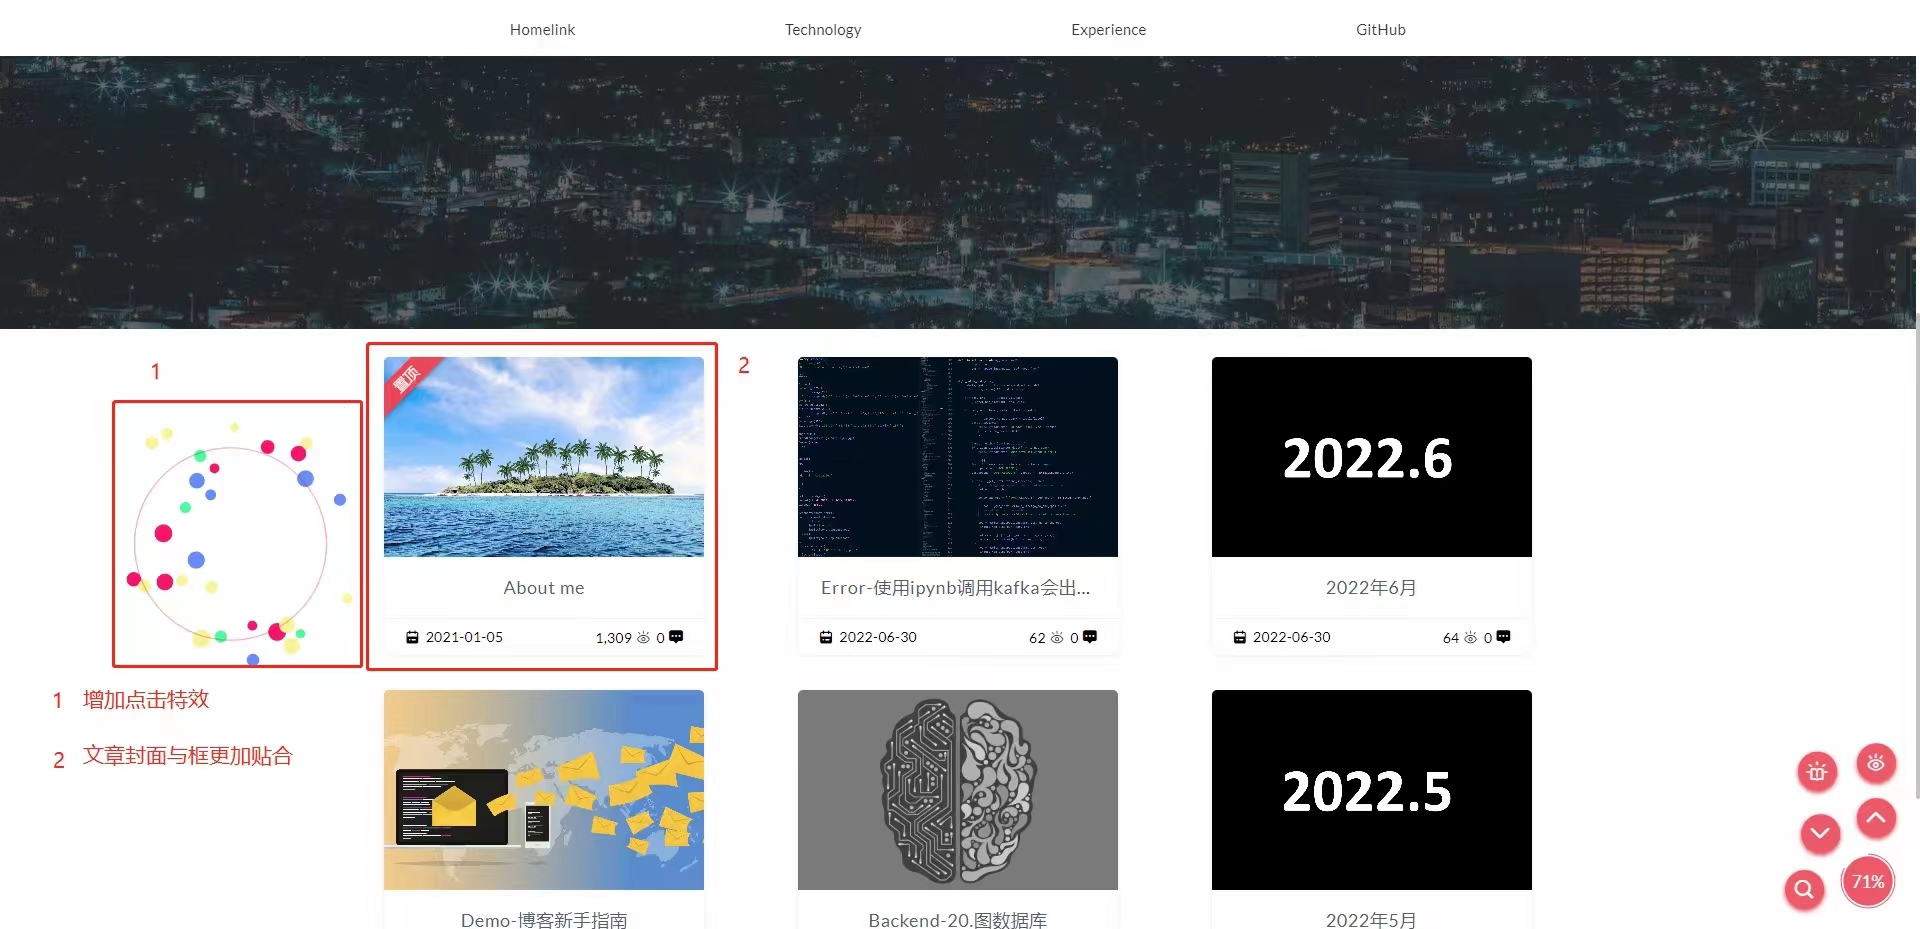 Homelink Technology Experience GitHub
1
2
置顶
2022.6
About me
Error-使用ipynb调用kafka会出...
2022年6月
2021-01-05 1,309 0
2022-06-30 62 0
2022-06-30 64 0
1 增加点击特效
2 文章封面与框更加贴合
2022.5
71%
Demo-博客新手指南
Backend-20.图数据库
2022年5月